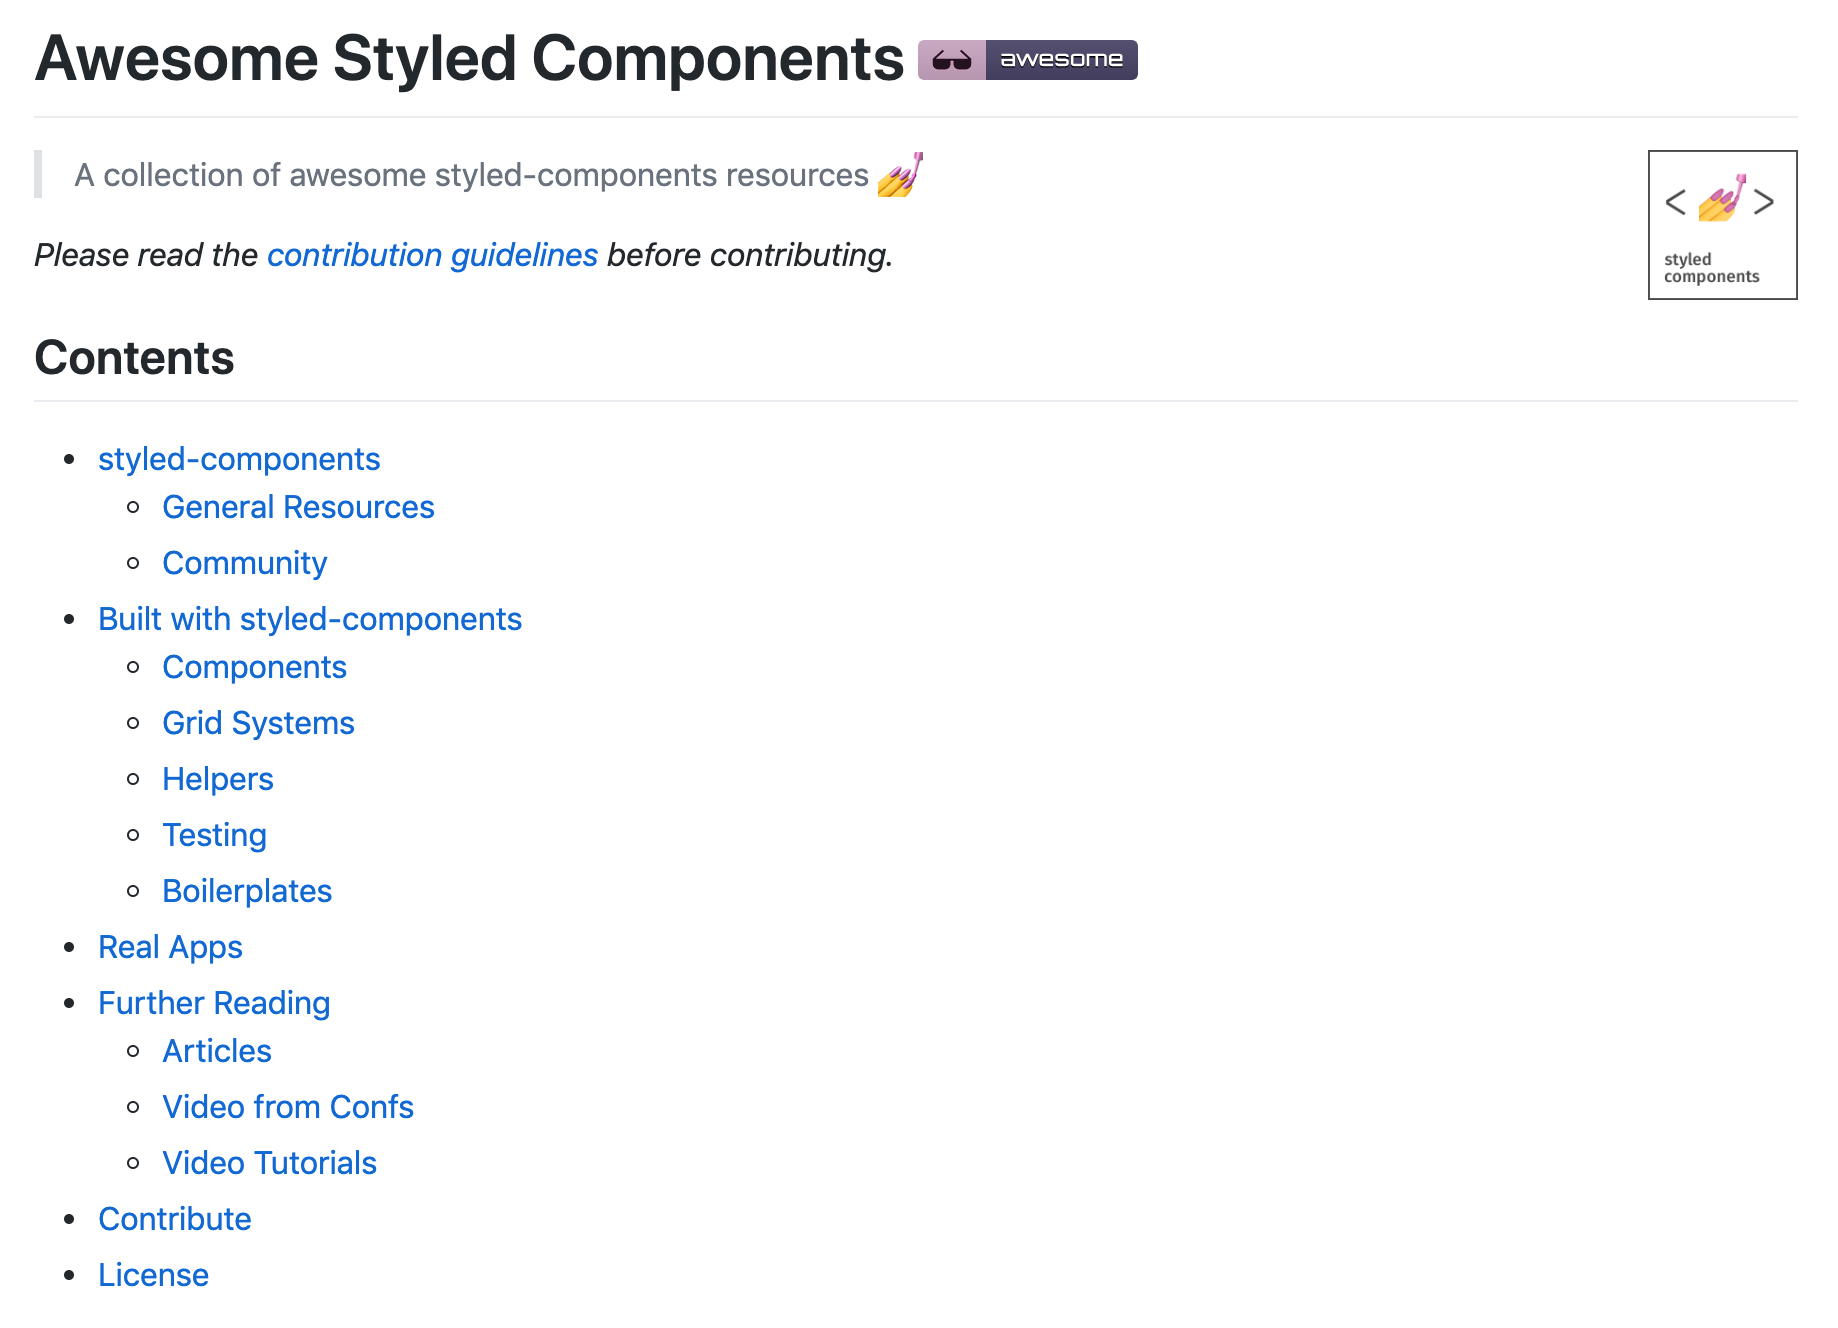 Awesome Styled Components awesome
A collection of awesome styled-components resources 💅
< 💅 >
styled
components
Please read the contribution guidelines before contributing.
Contents
styled-components
General Resources
Community
Built with styled-components
Components
Grid Systems
Helpers
Testing
Boilerplates
Real Apps
Further Reading
Articles
Video from Confs
Video Tutorials
Contribute
License